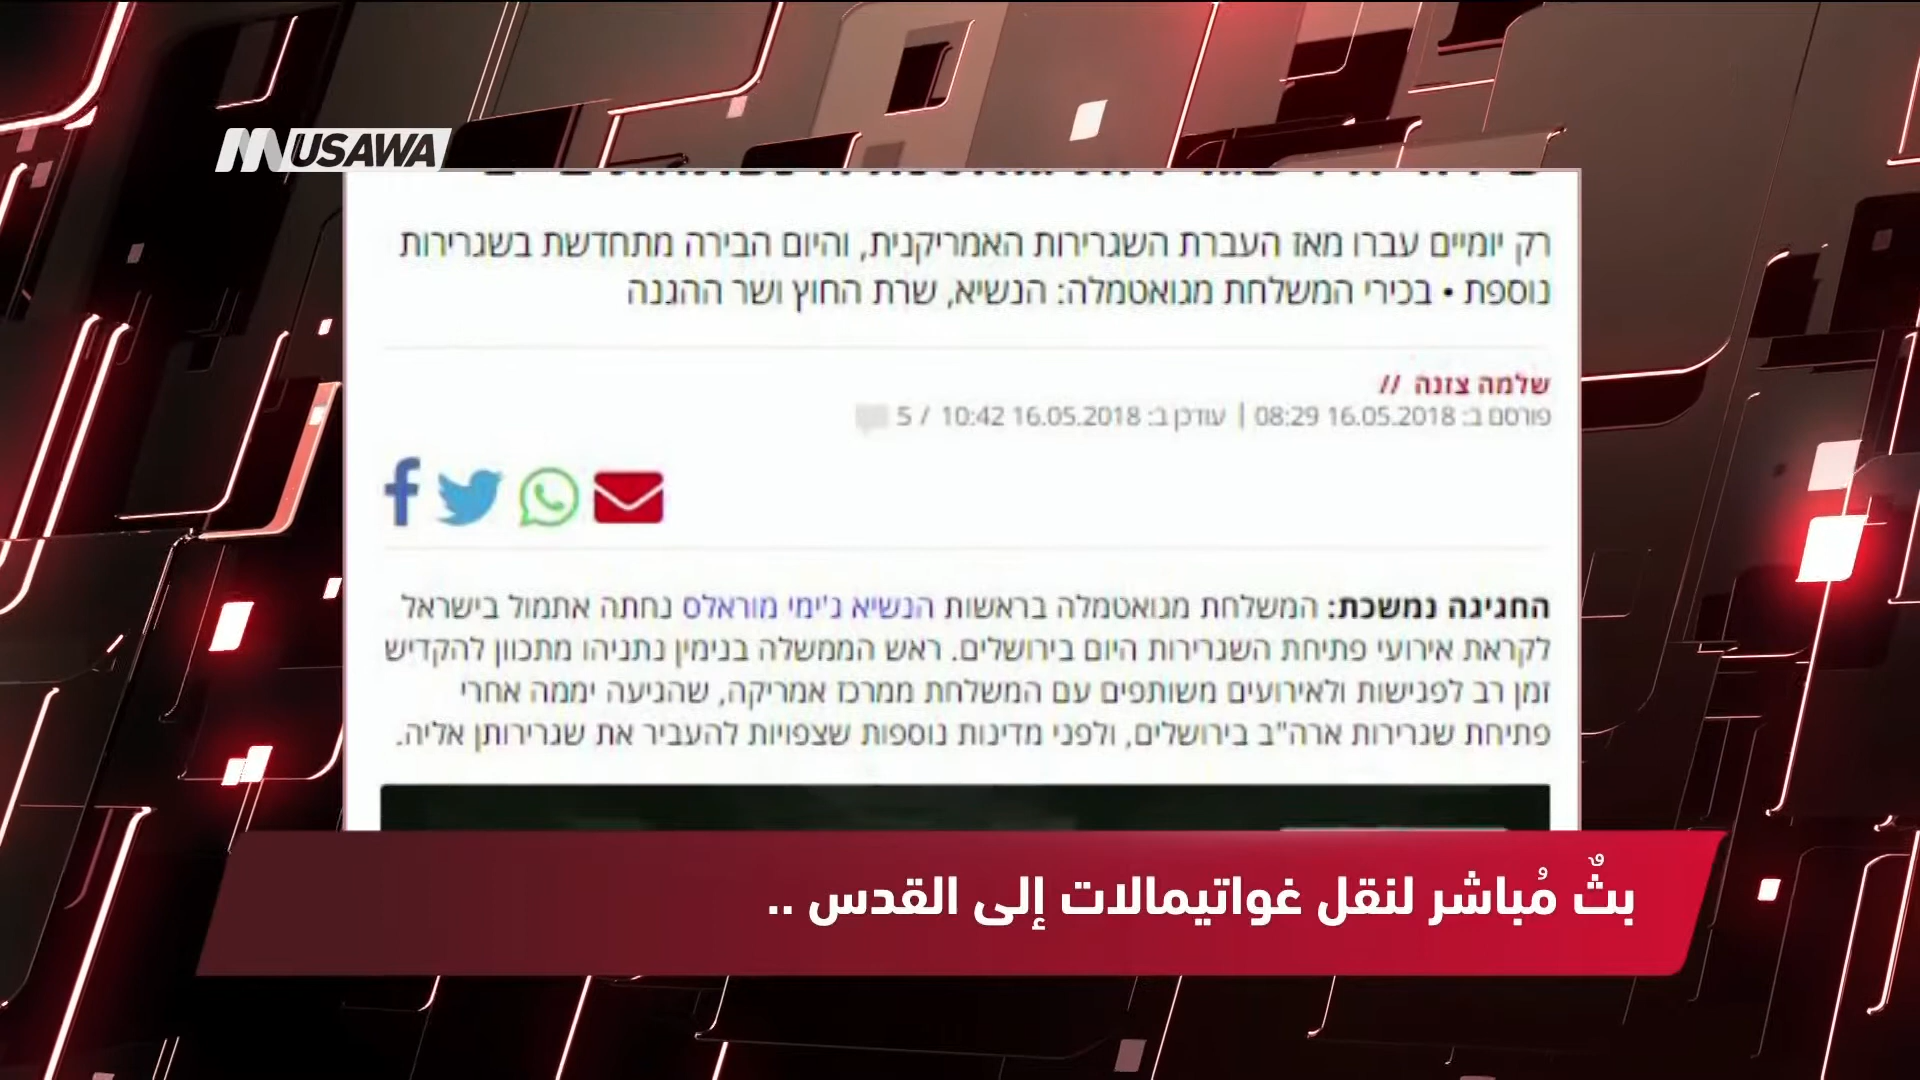 MUSAWA
רק יומיים עברו מאז העברת השגרירות האמריקנית, והיום הבירה מתחדשת בשגרירות
נוספת • בכירי המשלחת מגואטמלה: הנשיא, שרת החוץ ושר ההגנה
שלמה צזנה //
פורסם ב: 16.05.2018 08:29 | עודכן ב: 16.05.2018 10:42 / 5
החגיגה נמשכת: המשלחת מגואטמלה בראשות הנשיא ג'ימי מוראלס נחתה אתמול בישראל
לקראת אירועי פתיחת השגרירות היום בירושלים. ראש הממשלה בנימין נתניהו מתכוון להקדיש
זמן רב לפגישות ולאירועים משותפים עם המשלחת ממרכז אמריקה, שהגיעה יממה אחרי
פתיחת שגרירות ארה"ב בירושלים, ולפני מדינות נוספות שצפויות להעביר את שגרירותן אליה.
بثٌ مُباشر لنقل غواتيمالات إلى القدس ..